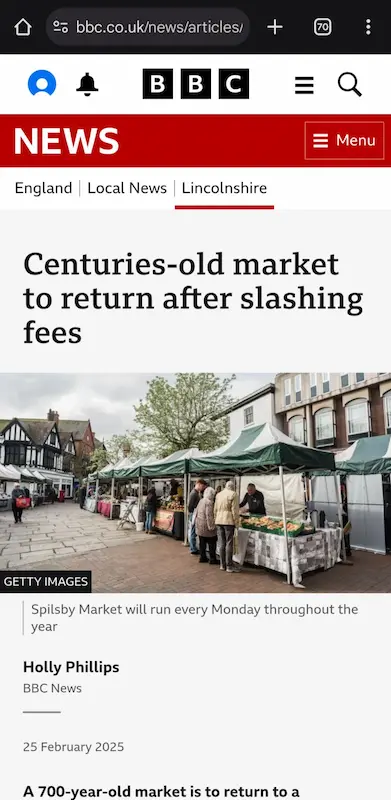 bbc.co.uk/news/articles/
70
BBC
NEWS
Menu
England
Local News
Lincolnshire
Centuries-old market
to return after slashing
fees
GETTY IMAGES
Spilsby Market will run every Monday throughout the
year
Holly Phillips
BBC News
25 February 2025
A 700-year-old market is to return to a